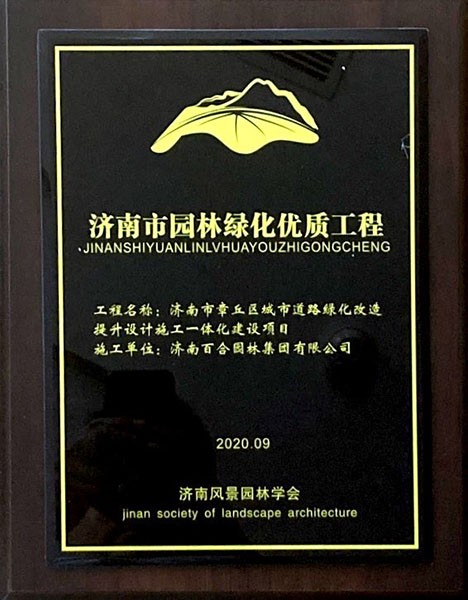 济南市园林绿化优质工程
JINANSHIYUANLINLVHUAYOUZHIGONGCHENG
工程名称：济南市章丘区城市道路绿化改造
提升设计施工一体化建设项目
施工单位：济南百合园林集团有限公司
2020.09
济南风景园林学会
jinan society of landscape architecture